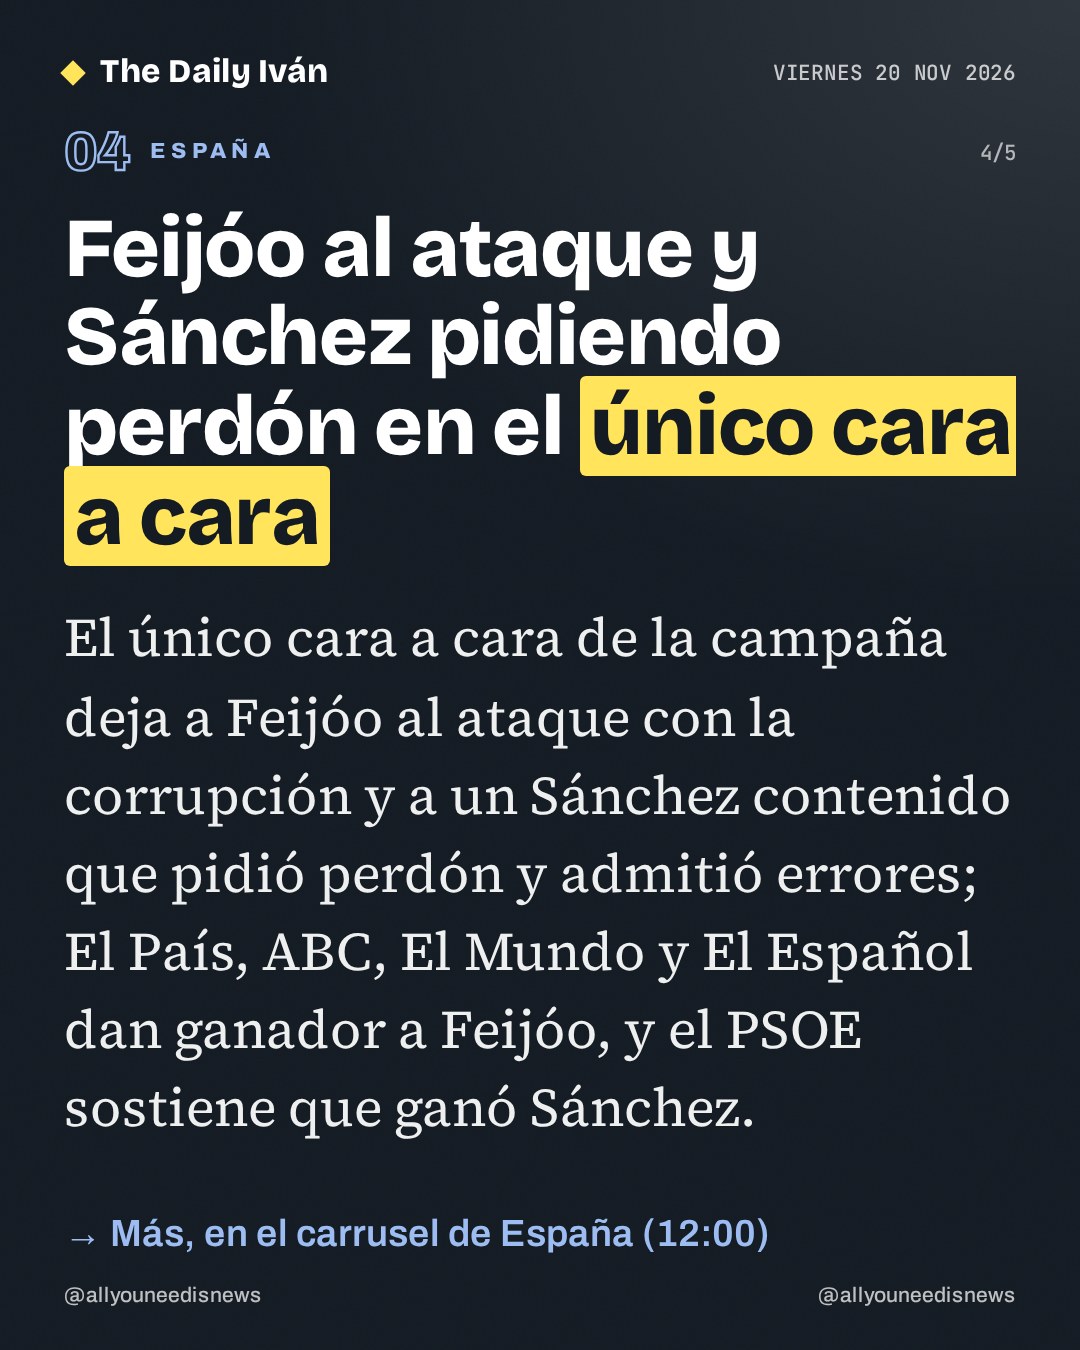 The Daily Iván
VIERNES 20 NOV 2026
04 ESPAÑA
4/5
Feijóo al ataque y
Sánchez pidiendo
perdón en el único cara
a cara
El único cara a cara de la campaña
deja a Feijóo al ataque con la
corrupción y a un Sánchez contenido
que pidió perdón y admitió errores;
El País, ABC, El Mundo y El Español
dan ganador a Feijóo, y el PSOE
sostiene que ganó Sánchez.
→ Más, en el carrusel de España (12:00)
@allyouneedisnews
@allyouneedisnews